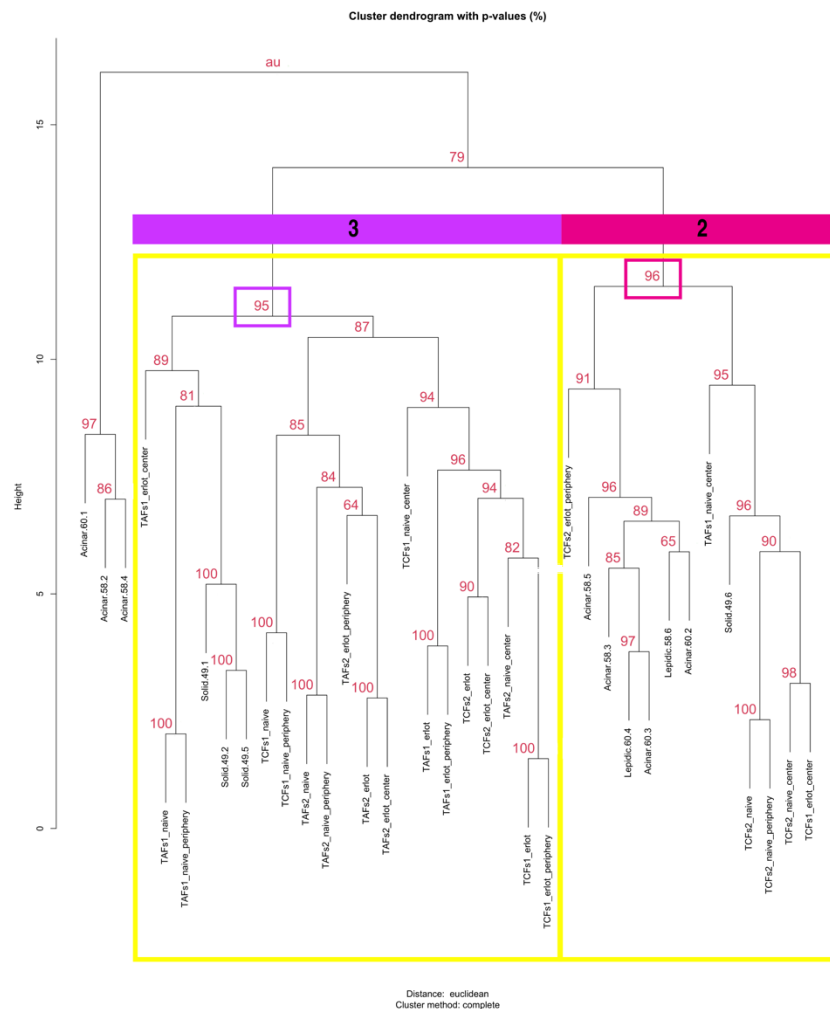 Cluster dendrogram with p-values (%)
au
79
3
2
95
96
87
89
81
94
91
95
97
86
85
84
64
96
94
82
90
96
89
85
65
97
96
90
98
100
100
100
100
100
100
100
100
15
10
5
0
Height
Acinar.60.1
Acinar.58.2
Acinar.58.4
TAFs1_erlot_center
TAFs1_naive
TAFs1_naive_periphery
Solid.49.1
Solid.49.2
Solid.49.5
TCFs1_naive
TCFs1_naive_periphery
TAFs2_naive
TAFs2_naive_periphery
TAFs2_erlot_periphery
TAFs2_erlot
TAFs2_erlot_center
TCFs1_naive_center
TAFs1_erlot
TAFs1_erlot_periphery
TCFs2_erlot
TCFs2_erlot_center
TAFs2_naive_center
TCFs1_erlot
TCFs1_erlot_periphery
TCFs2_erlot_periphery
Acinar.58.5
Acinar.58.3
Lepidic.60.4
Acinar.60.3
Lepidic.58.6
Acinar.60.2
TAFs1_naive_center
Solid.49.6
TCFs2_naive
TCFs2_naive_periphery
TCFs2_naive_center
TCFs1_erlot_center
Distance: euclidean
Cluster method: complete